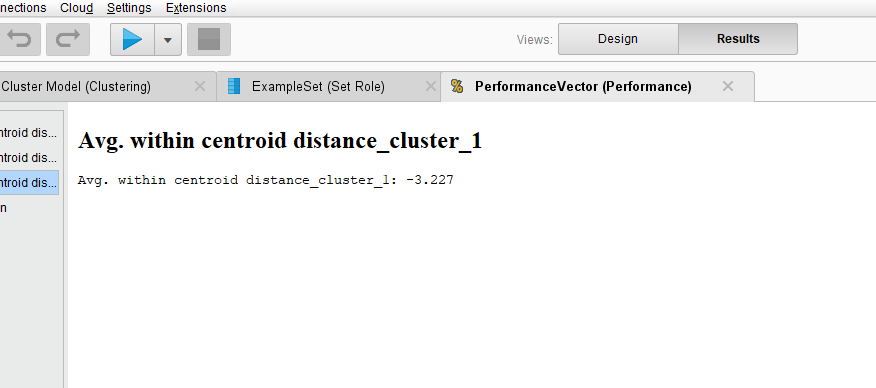 nnections Cloud Settings Extensions
Views: Design Results
Cluster Model (Clustering) ExampleSet (Set Role) PerformanceVector (Performance)
ntroid dis...
ntroid dis...
ntroid dis...
n
Avg. within centroid distance_cluster_1
Avg. within centroid distance_cluster_1: -3.227